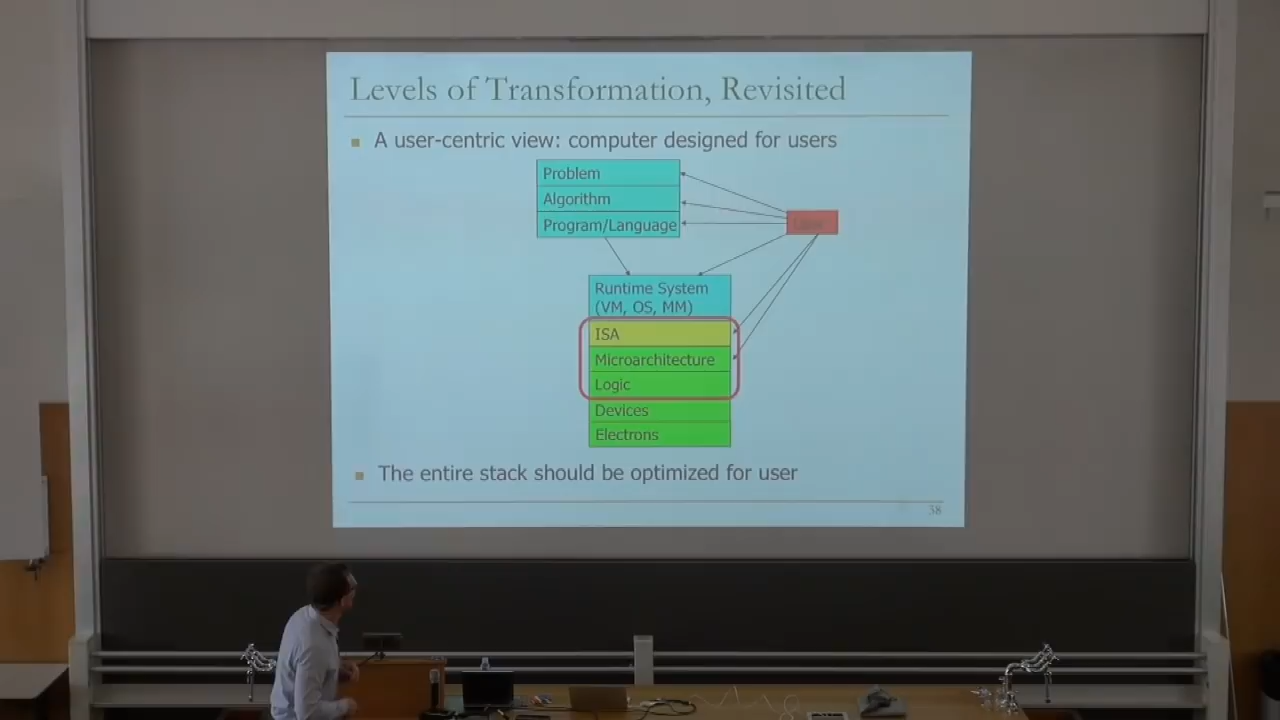 Levels of Transformation, Revisited
A user-centric view: computer designed for users
Problem
Algorithm
Program/Language
Runtime System
(VM, OS, MM)
ISA
Microarchitecture
Logic
Devices
Electrons
The entire stack should be optimized for user
38